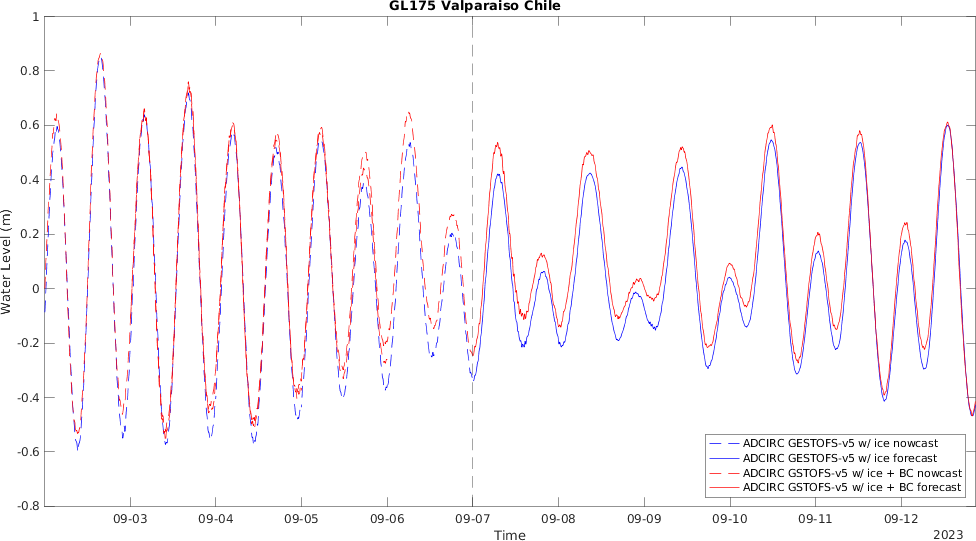 GL175 Valparaiso Chile
Water Level (m)
1
0.8
0.6
0.4
0.2
0
-0.2
-0.4
-0.6
-0.8
ADCIRC GESTOFS-v5 w/ ice nowcast
ADCIRC GESTOFS-v5 w/ ice forecast
ADCIRC GSTOFS-v5 w/ ice + BC nowcast
ADCIRC GSTOFS-v5 w/ ice + BC forecast
09-03 09-04 09-05 09-06 09-07 09-08 09-09 09-10 09-11 09-12
Time
2023